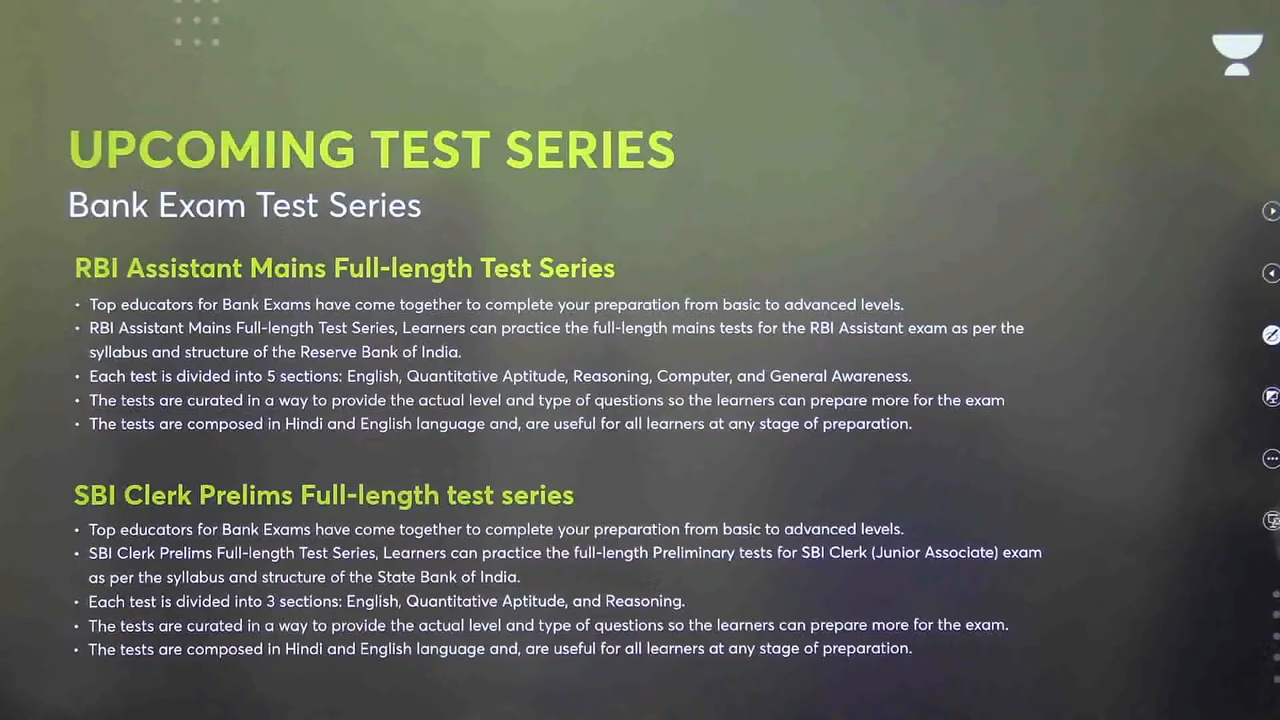 UPCOMING TEST SERIES
Bank Exam Test Series
RBI Assistant Mains Full-length Test Series
• Top educators for Bank Exams have come together to complete your preparation from basic to advanced levels.
• RBI Assistant Mains Full-length Test Series, Learners can practice the full-length mains tests for the RBI Assistant exam as per the
syllabus and structure of the Reserve Bank of India.
• Each test is divided into 5 sections: English, Quantitative Aptitude, Reasoning, Computer, and General Awareness.
• The tests are curated in a way to provide the actual level and type of questions so the learners can prepare more for the exam
• The tests are composed in Hindi and English language and, are useful for all learners at any stage of preparation.
SBI Clerk Prelims Full-length test series
• Top educators for Bank Exams have come together to complete your preparation from basic to advanced levels.
• SBI Clerk Prelims Full-length Test Series, Learners can practice the full-length Preliminary tests for SBI Clerk (Junior Associate) exam
as per the syllabus and structure of the State Bank of India.
• Each test is divided into 3 sections: English, Quantitative Aptitude, and Reasoning.
• The tests are curated in a way to provide the actual level and type of questions so the learners can prepare more for the exam.
• The tests are composed in Hindi and English language and, are useful for all learners at any stage of preparation.